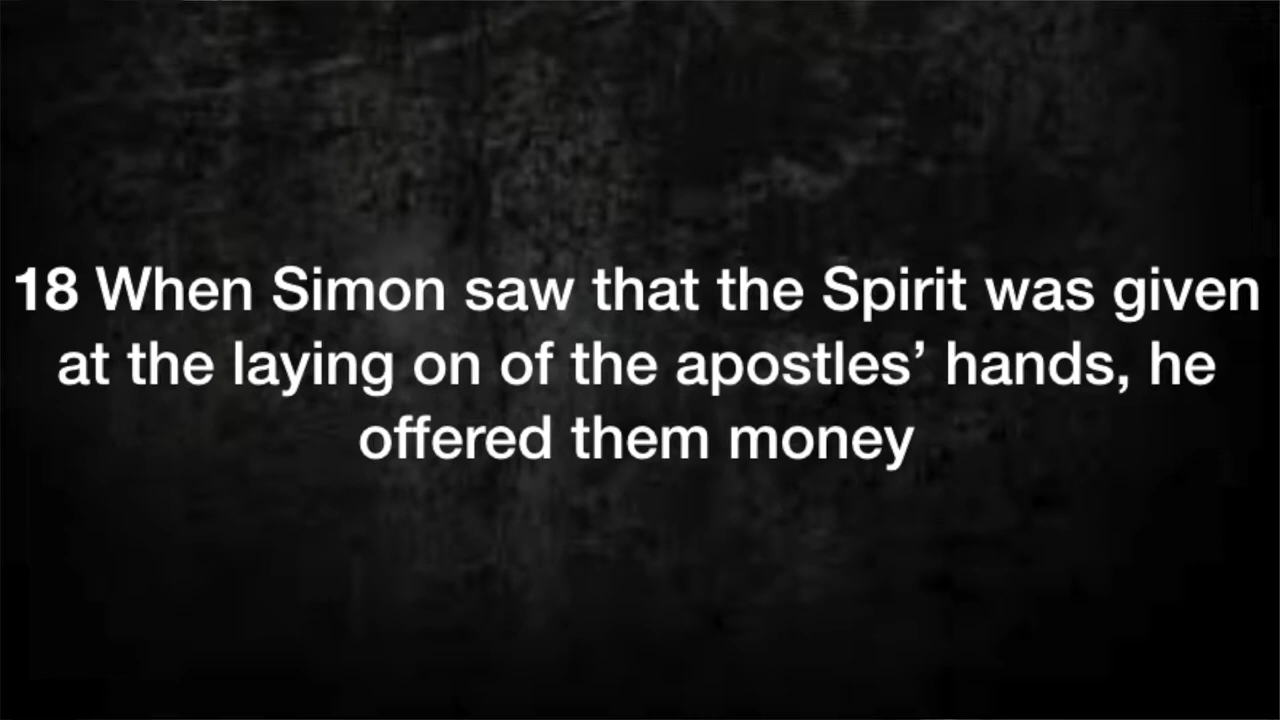 18 When Simon saw that the Spirit was given
at the laying on of the apostles’ hands, he
offered them money